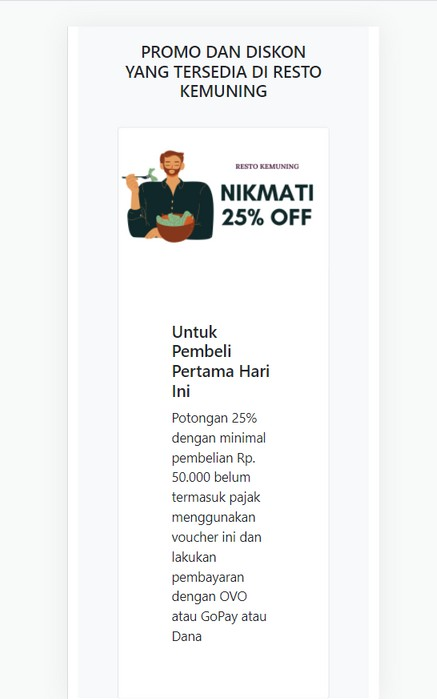 PROMO DAN DISKON
YANG TERSEDIA DI RESTO
KEMUNING
RESTO KEMUNING
NIKMATI
25% OFF
Untuk
Pembeli
Pertama Hari
Ini
Potongan 25%
dengan minimal
pembelian Rp.
50.000 belum
termasuk pajak
menggunakan
voucher ini dan
lakukan
pembayaran
dengan OVO
atau GoPay atau
Dana